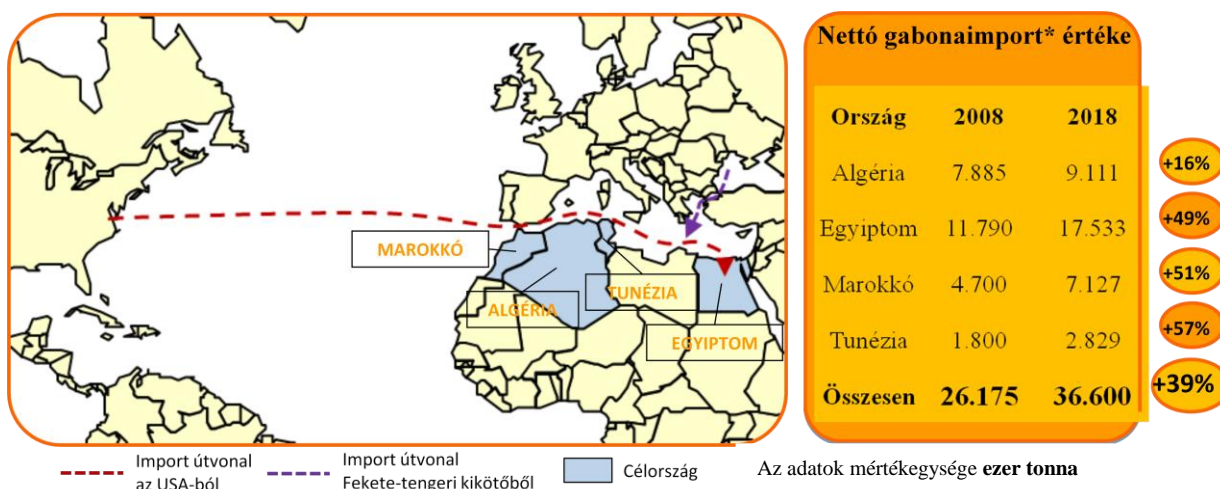 MAROKKÓ
ALGÉRIA
TUNÉZIA
EGYIPTOM
Nettó gabonaimport* értéke
Ország 2008 2018
Algéria 7.885 9.111 +16%
Egyiptom 11.790 17.533 +49%
Marokkó 4.700 7.127 +51%
Tunézia 1.800 2.829 +57%
Összesen 26.175 36.600 +39%
Import útvonal
az USA-ból
Import útvonal
Fekete-tengeri kikötőből
Célország
Az adatok mértékegysége ezer tonna